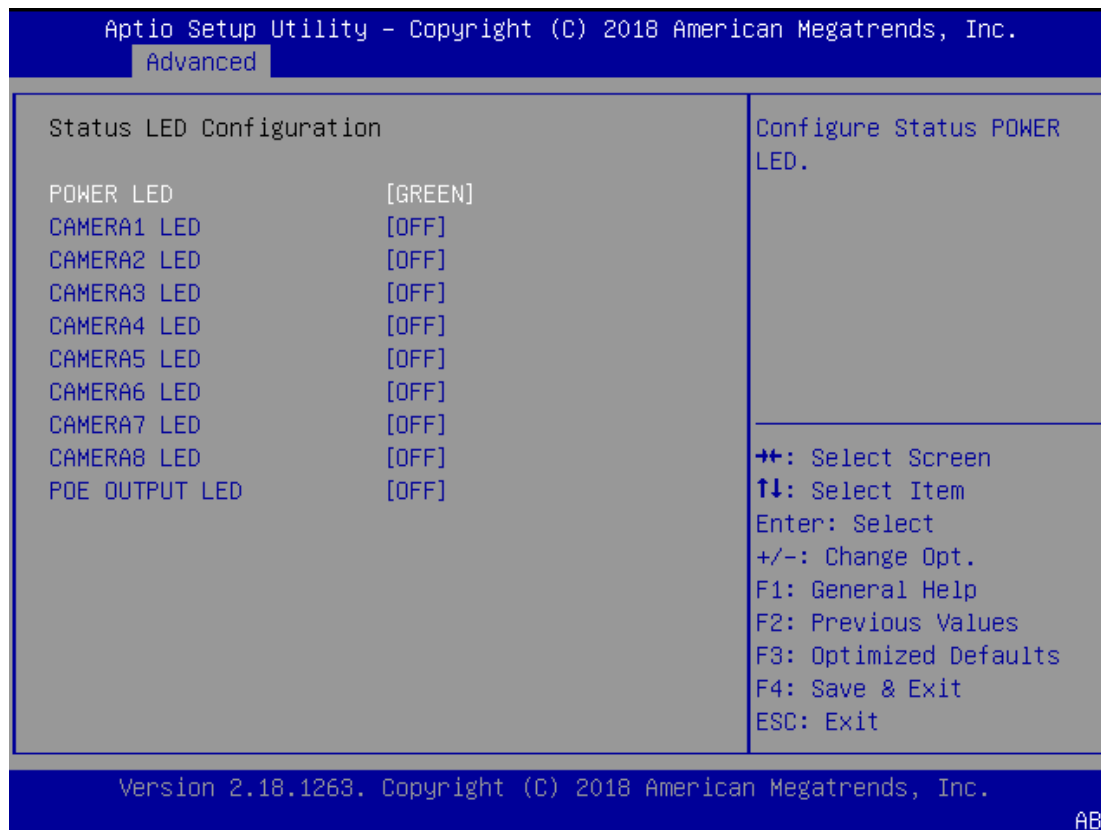 Aptio Setup Utility – Copyright (C) 2018 American Megatrends, Inc.
Advanced
Status LED Configuration
POWER LED [GREEN]
CAMERA1 LED [OFF]
CAMERA2 LED [OFF]
CAMERA3 LED [OFF]
CAMERA4 LED [OFF]
CAMERA5 LED [OFF]
CAMERA6 LED [OFF]
CAMERA7 LED [OFF]
CAMERA8 LED [OFF]
POE OUTPUT LED [OFF]
Configure Status POWER
LED.
→←: Select Screen
↑↓: Select Item
Enter: Select
+/-: Change Opt.
F1: General Help
F2: Previous Values
F3: Optimized Defaults
F4: Save & Exit
ESC: Exit
Version 2.18.1263. Copyright (C) 2018 American Megatrends, Inc.
AB